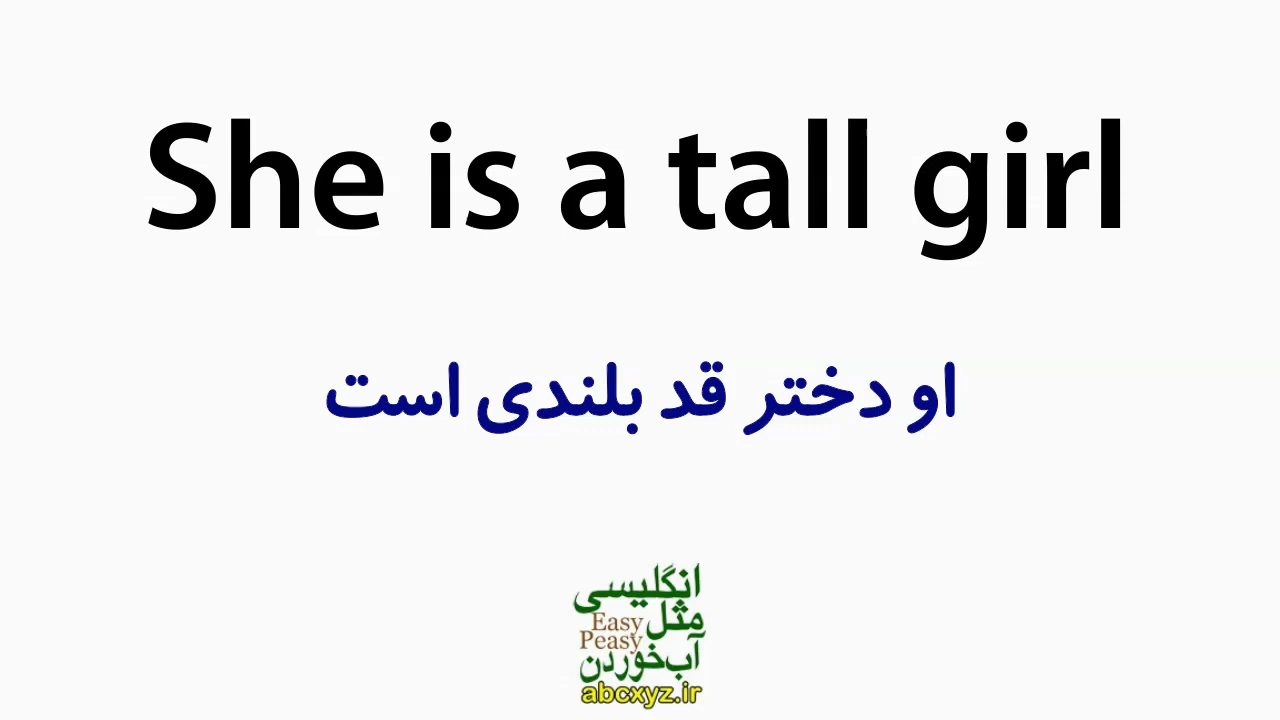 She is a tall girl
او دختر قد بلندی است
انگلیسی
مثل
Easy
Peasy
آب خوردن
abcxyz.ir